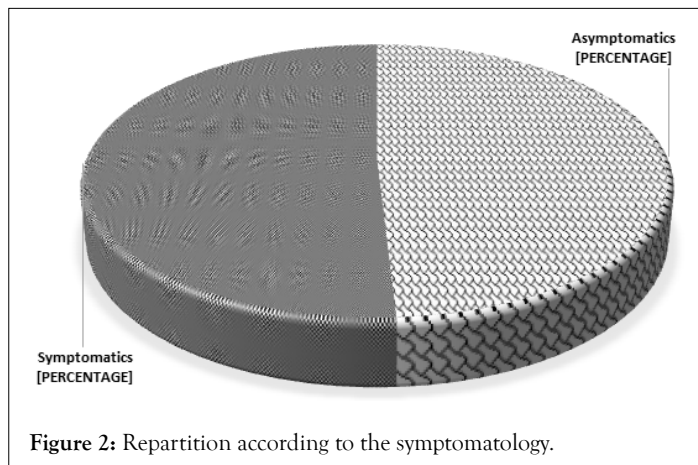 Asymptomatics
[PERCENTAGE]
Symptomatics
[PERCENTAGE]
Figure 2: Repartition according to the symptomatology.